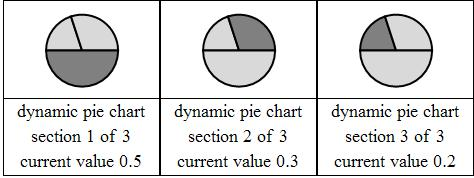 dynamic pie chart
section 1 of 3
current value 0.5
dynamic pie chart
section 2 of 3
current value 0.3
dynamic pie chart
section 3 of 3
current value 0.2